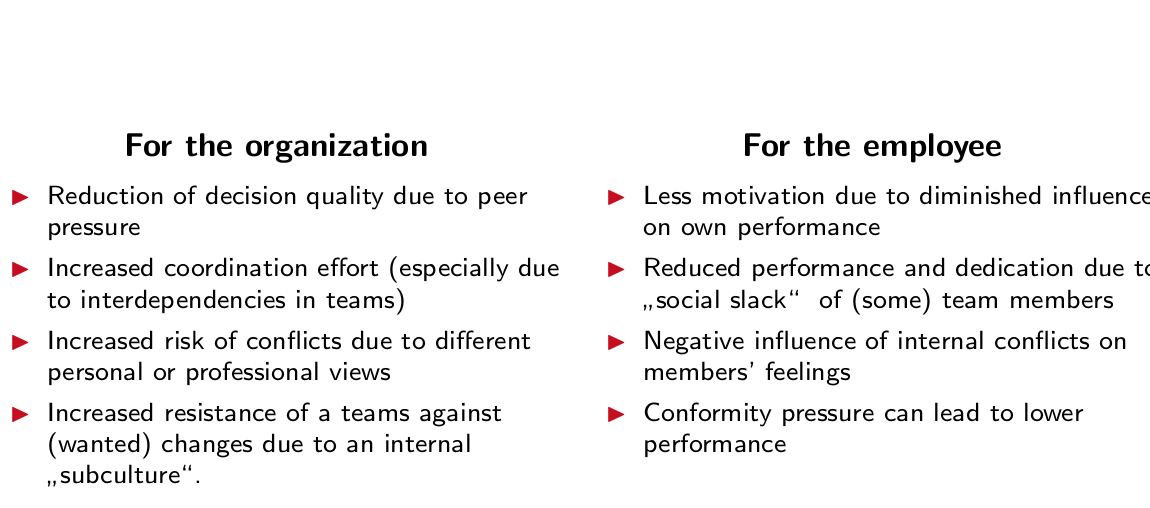 For the organization
▶ Reduction of decision quality due to peer
pressure
▶ Increased coordination effort (especially due
to interdependencies in teams)
▶ Increased risk of conflicts due to different
personal or professional views
▶ Increased resistance of a teams against
(wanted) changes due to an internal
„subculture“.
For the employee
▶ Less motivation due to diminished influence
on own performance
▶ Reduced performance and dedication due to
„social slack“ of (some) team members
▶ Negative influence of internal conflicts on
members’ feelings
▶ Conformity pressure can lead to lower
performance